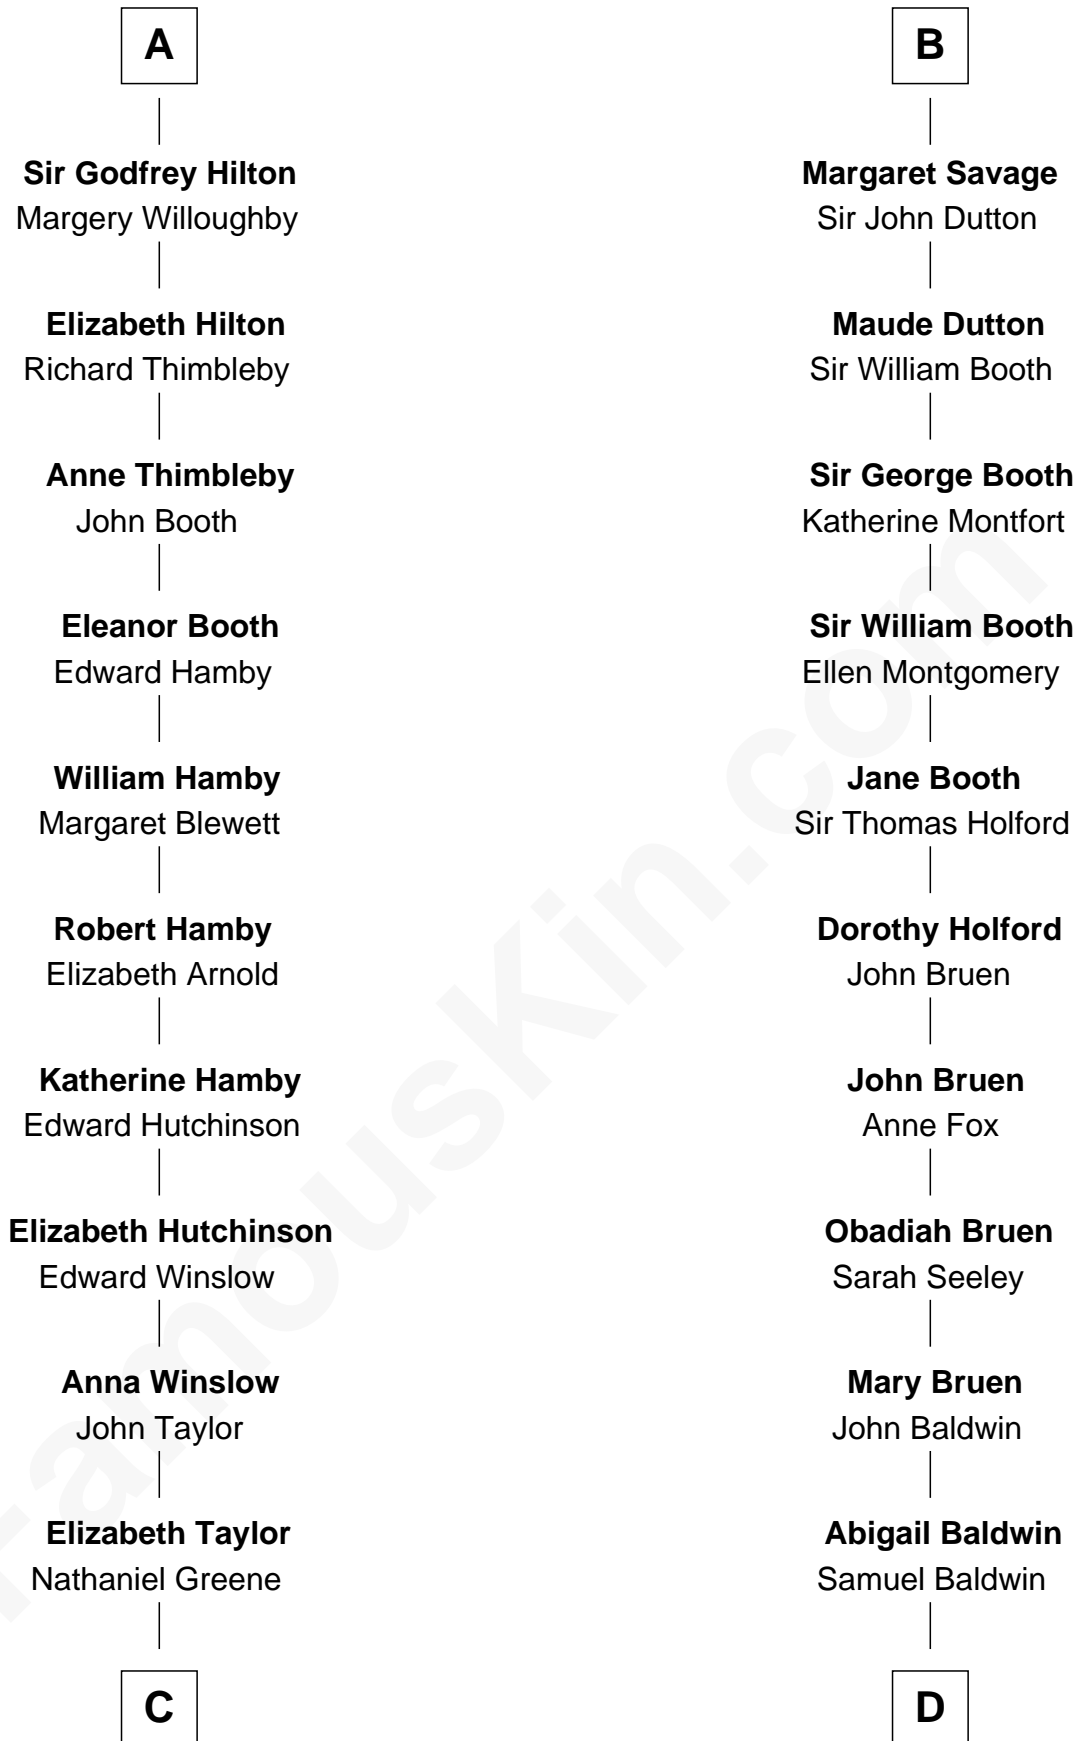 A
Sir Godfrey Hilton
Margery Willoughby
Elizabeth Hilton
Richard Thimbleby
Anne Thimbleby
John Booth
Eleanor Booth
Edward Hamby
William Hamby
Margaret Blewett
Robert Hamby
Elizabeth Arnold
Katherine Hamby
Edward Hutchinson
Elizabeth Hutchinson
Edward Winslow
Anna Winslow
John Taylor
Elizabeth Taylor
Nathaniel Greene
C
B
Margaret Savage
Sir John Dutton
Maude Dutton
Sir William Booth
Sir George Booth
Katherine Montfort
Sir William Booth
Ellen Montgomery
Jane Booth
Sir Thomas Holford
Dorothy Holford
John Bruen
John Bruen
Anne Fox
Obadiah Bruen
Sarah Seeley
Mary Bruen
John Baldwin
Abigail Baldwin
Samuel Baldwin
D
FamousKin.com